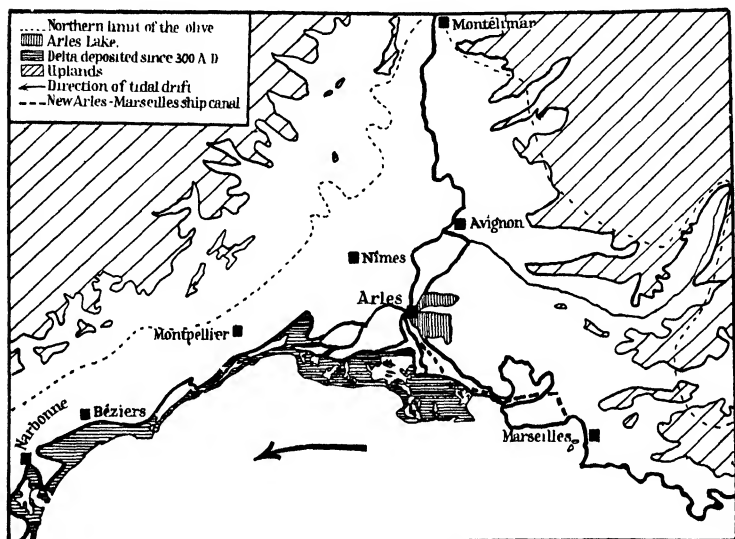 Northern limit of the olive
Arles Lake.
Delta deposited since 300 A D
Uplands
Direction of tidal drift
New Arles-Marseilles ship canal
Montélimar
Avignon
Nîmes
Arles
Montpellier
Béziers
Narbonne
Marseilles